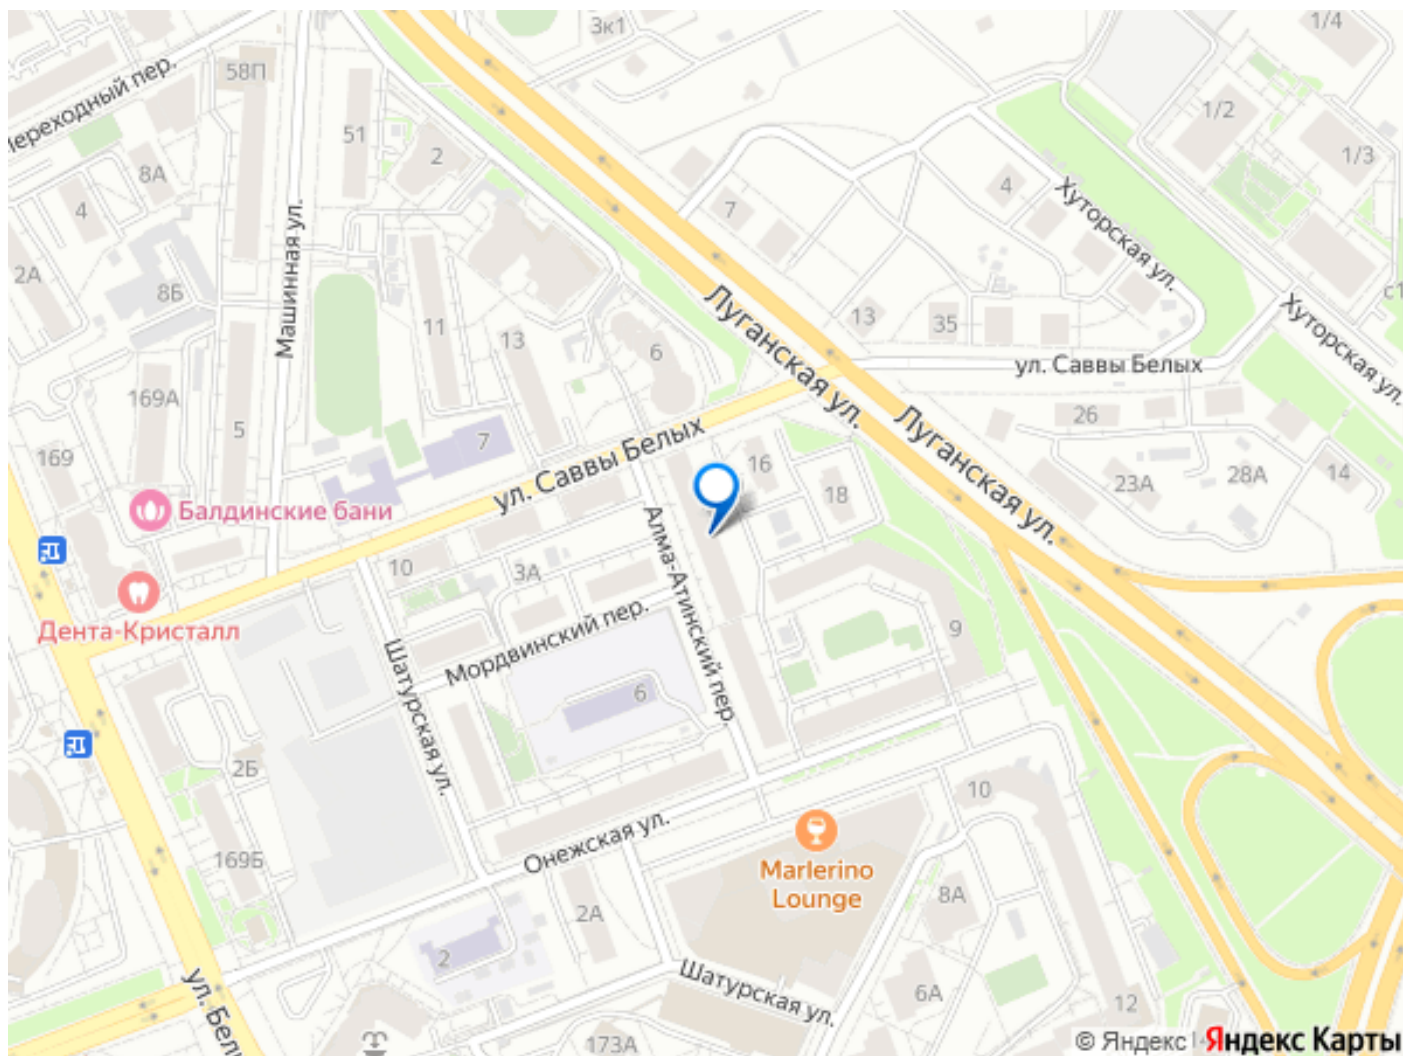 3к1
1/4
58П
Переходный пер.
1/2
51
2
1/3
8А
4
4
7
Хуторская ул.
Машинная ул.
2А
8Б
с1
Луганская ул.
13
35
Хуторская ул.
11
13
6
ул. Саввы Белых
169А
5
26
Луганская ул.
7
169
ул. Саввы Белых
16
14
28А
23А
18
Балдинские бани
Алма-Атинский пер.
10
3А
Дента-Кристалл
Мордвинский пер.
9
Шатурская ул.
6
2Б
10
Онежская ул.
169Б
Marlerino
Lounge
8А
2А
2
Шатурская ул.
6А
12
ул. Бели
173А
© Яндекс
Яндекс Карты